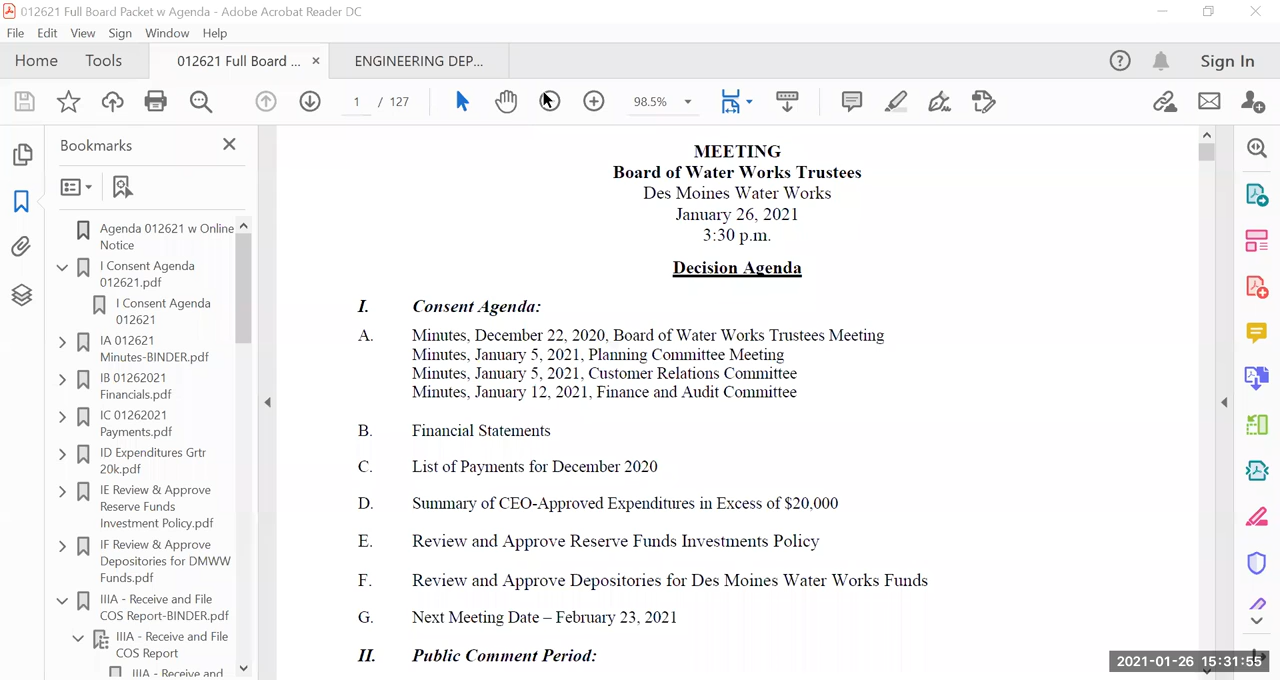 012621 Full Board Packet w Agenda - Adobe Acrobat Reader DC
File Edit View Sign Window Help
Home Tools 012621 Full Board ... × ENGINEERING DEP... Sign In
1 / 127 98.5%
Bookmarks
Agenda 012621 w Online
Notice
I Consent Agenda
012621.pdf
I Consent Agenda
012621
IA 012621
Minutes-BINDER.pdf
IB 01262021
Financials.pdf
IC 01262021
Payments.pdf
ID Expenditures Grtr
20k.pdf
IE Review & Approve
Reserve Funds
Investment Policy.pdf
IF Review & Approve
Depositories for DMWW
Funds.pdf
IIIA - Receive and File
COS Report-BINDER.pdf
IIIA - Receive and File
COS Report
IIIA - Receive and
MEETING
Board of Water Works Trustees
Des Moines Water Works
January 26, 2021
3:30 p.m.
Decision Agenda
I. Consent Agenda:
A. Minutes, December 22, 2020, Board of Water Works Trustees Meeting
Minutes, January 5, 2021, Planning Committee Meeting
Minutes, January 5, 2021, Customer Relations Committee
Minutes, January 12, 2021, Finance and Audit Committee
B. Financial Statements
C. List of Payments for December 2020
D. Summary of CEO-Approved Expenditures in Excess of $20,000
E. Review and Approve Reserve Funds Investments Policy
F. Review and Approve Depositories for Des Moines Water Works Funds
G. Next Meeting Date – February 23, 2021
II. Public Comment Period:
2021-01-26 15:31:55